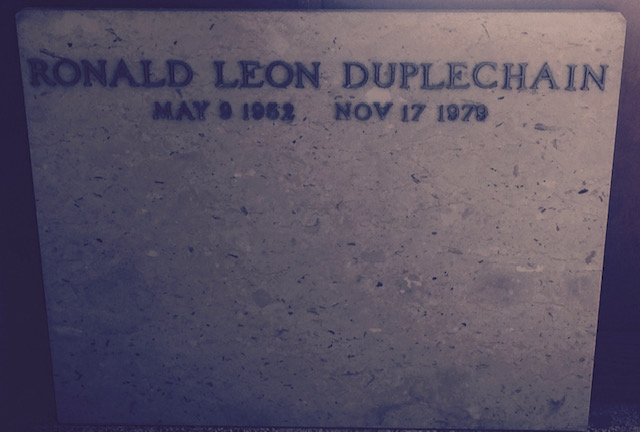 RONALD LEON DUPLECHAIN
MAY 9 1952 NOV 17 1979